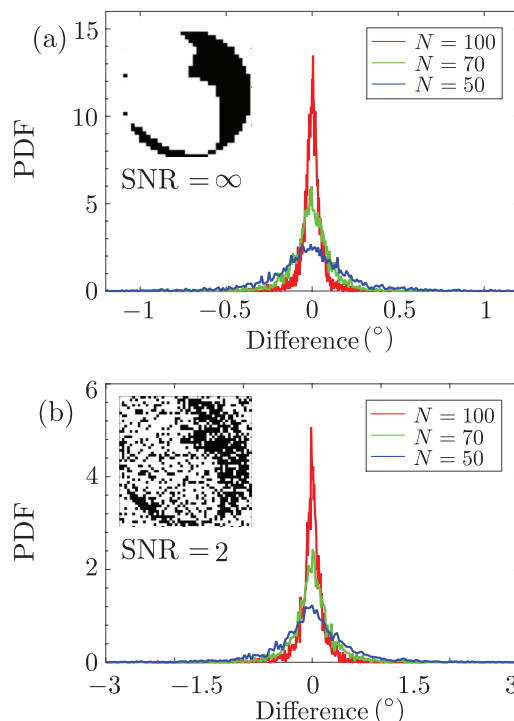 (a)
SNR = ∞
N = 100
N = 70
N = 50
PDF
15
10
5
0
−1
−0.5
0
0.5
1
Difference (°)
(b)
SNR = 2
N = 100
N = 70
N = 50
PDF
6
4
2
0
−3
−1.5
0
1.5
3
Difference (°)